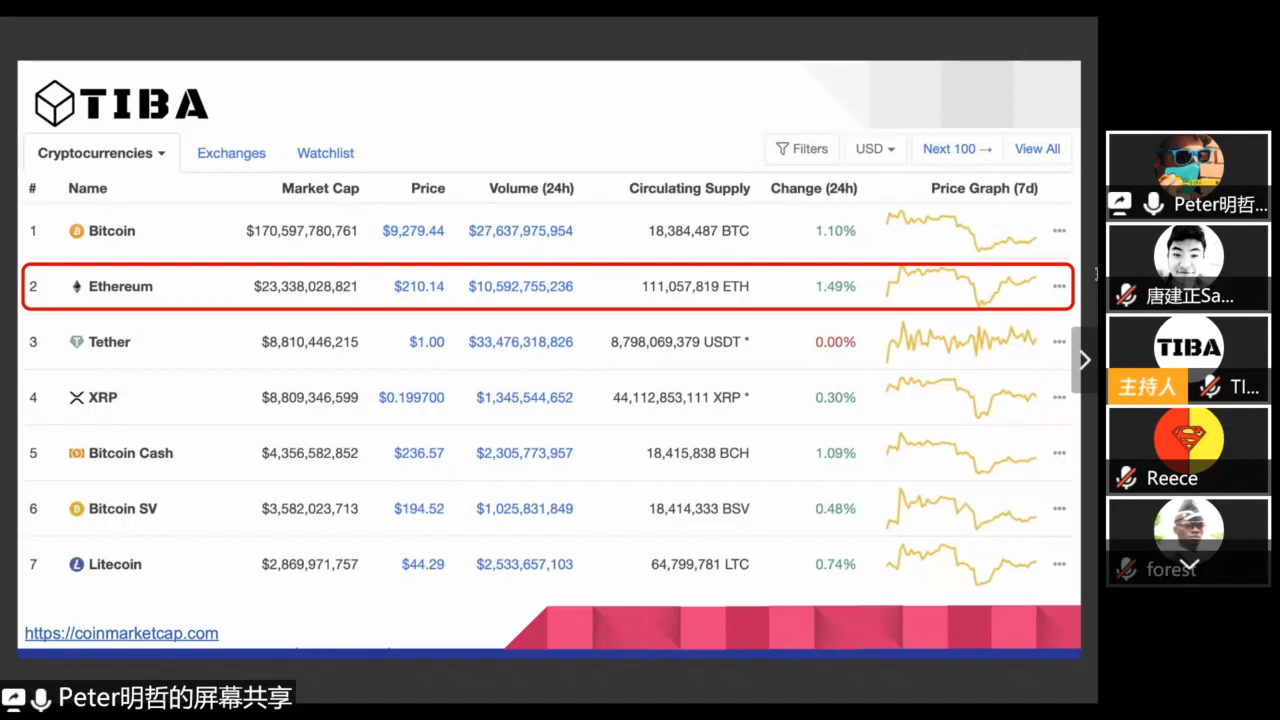 TIBA
Cryptocurrencies Exchanges Watchlist Filters USD Next 100 → View All
# Name Market Cap Price Volume (24h) Circulating Supply Change (24h) Price Graph (7d)
1 Bitcoin $170,597,780,761 $9,279.44 $27,637,975,954 18,384,487 BTC 1.10%
2 Ethereum $23,338,028,821 $210.14 $10,592,755,236 111,057,819 ETH 1.49%
3 Tether $8,810,446,215 $1.00 $33,476,318,826 8,798,069,379 USDT * 0.00%
4 XRP $8,809,346,599 $0.199700 $1,345,544,652 44,112,853,111 XRP * 0.30%
5 Bitcoin Cash $4,356,582,852 $236.57 $2,305,773,957 18,415,838 BCH 1.09%
6 Bitcoin SV $3,582,023,713 $194.52 $1,025,831,849 18,414,333 BSV 0.48%
7 Litecoin $2,869,971,757 $44.29 $2,533,657,103 64,799,781 LTC 0.74%
https://coinmarketcap.com
Peter明哲...
唐建正Sa...
TIBA
主持人 TI...
Reece
forest
Peter明哲的屏幕共享